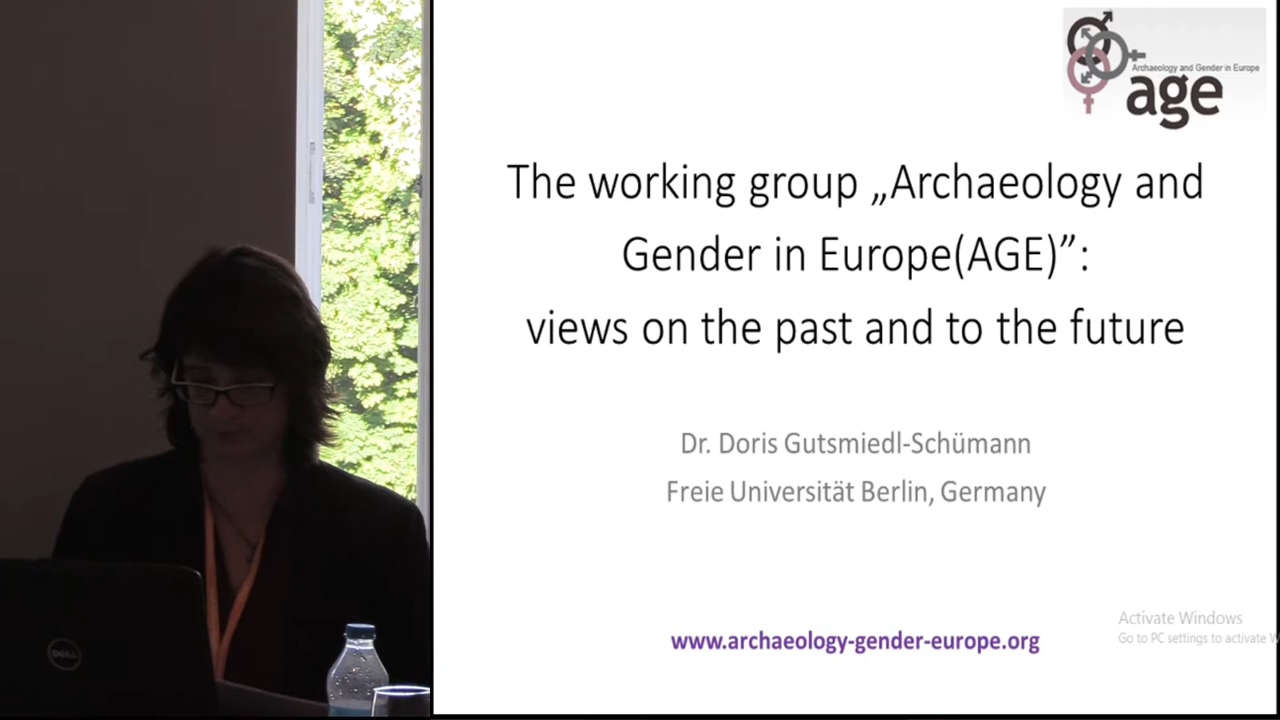 Archaeology and Gender in Europe
age
The working group „Archaeology and
Gender in Europe(AGE)”:
views on the past and to the future
Dr. Doris Gutsmiedl-Schümann
Freie Universität Berlin, Germany
www.archaeology-gender-europe.org
Activate Windows
Go to PC settings to activate W
DELL